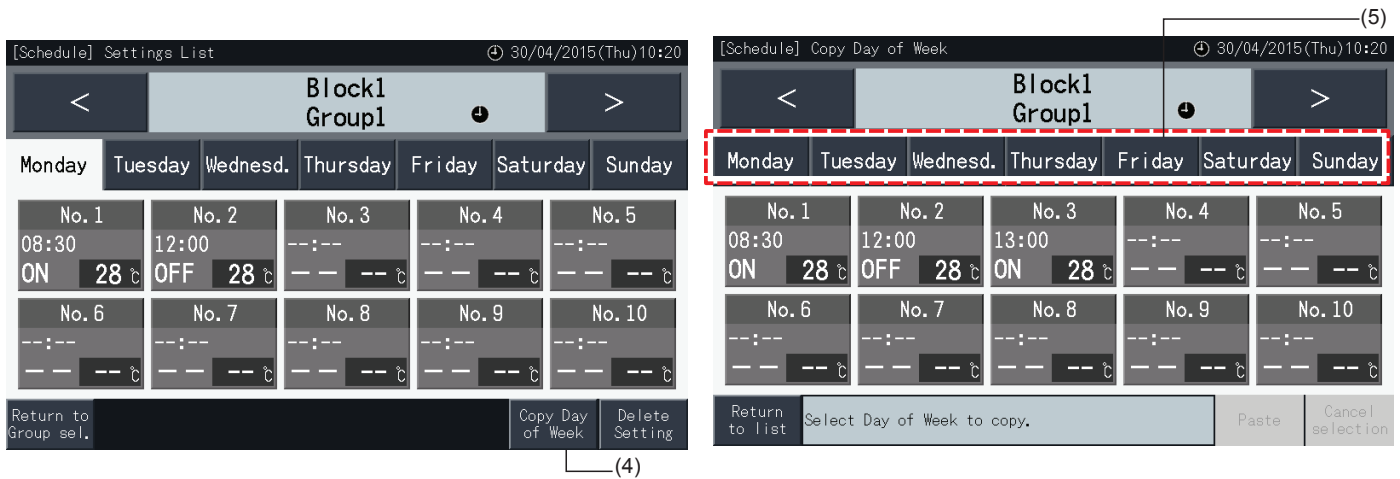 (5)
[Schedule] Settings List 30/04/2015(Thu)10:20
< Block1 >
Group1
Monday Tuesday Wednesd. Thursday Friday Saturday Sunday
No.1 No.2 No.3 No.4 No.5
08:30 12:00 --:-- --:-- --:--
ON 28 ℃ OFF 28 ℃ -- -- ℃ -- -- ℃ -- -- ℃
No.6 No.7 No.8 No.9 No.10
--:-- --:-- --:-- --:-- --:--
-- -- ℃ -- -- ℃ -- -- ℃ -- -- ℃ -- -- ℃
Return to Group sel.
Copy Day of Week
Delete Setting
(4)
[Schedule] Copy Day of Week 30/04/2015(Thu)10:20
< Block1 >
Group1
Monday Tuesday Wednesd. Thursday Friday Saturday Sunday
No.1 No.2 No.3 No.4 No.5
08:30 12:00 13:00 --:-- --:--
ON 28 ℃ OFF 28 ℃ ON 28 ℃ -- -- ℃ -- -- ℃
No.6 No.7 No.8 No.9 No.10
--:-- --:-- --:-- --:-- --:--
-- -- ℃ -- -- ℃ -- -- ℃ -- -- ℃ -- -- ℃
Return to list
Select Day of Week to copy.
Paste
Cancel selection